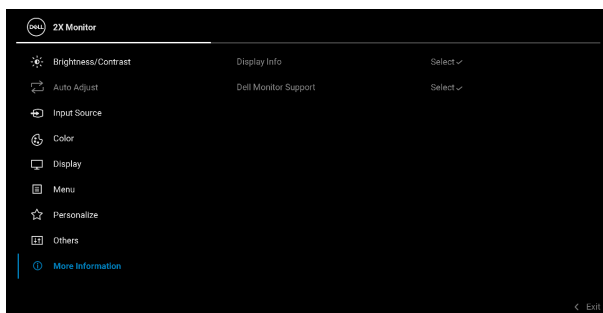 DELL 2X Monitor
Brightness/Contrast Display Info Select
Auto Adjust Dell Monitor Support Select
Input Source
Color
Display
Menu
Personalize
Others
More Information
Exit